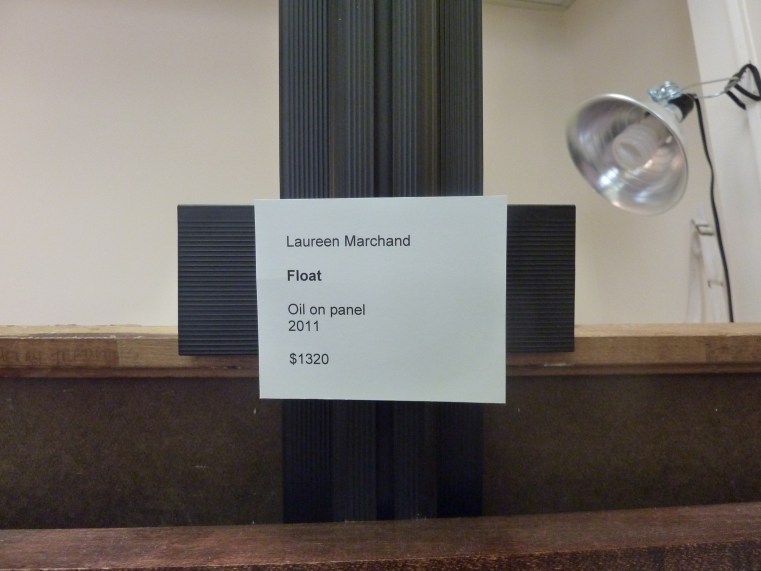 Laureen Marchand
Float
Oil on panel
2011
$1320